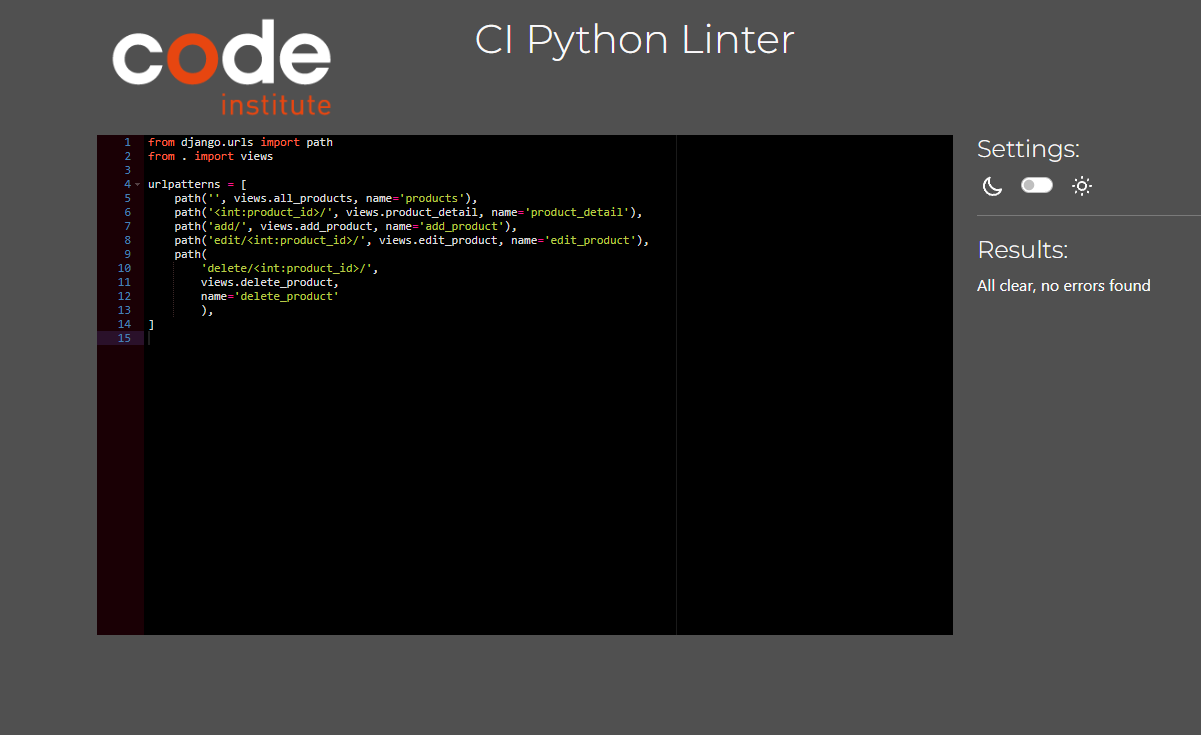 code
institute
CI Python Linter
1 from django.urls import path
2 from . import views
3
4 urlpatterns = [
5     path('', views.all_products, name='products'),
6     path('<int:product_id>/', views.product_detail, name='product_detail'),
7     path('add/', views.add_product, name='add_product'),
8     path('edit/<int:product_id>/', views.edit_product, name='edit_product'),
9     path(
10         'delete/<int:product_id>/',
11         views.delete_product,
12         name='delete_product'
13         ),
14 ]
15
Settings:
Results:
All clear, no errors found